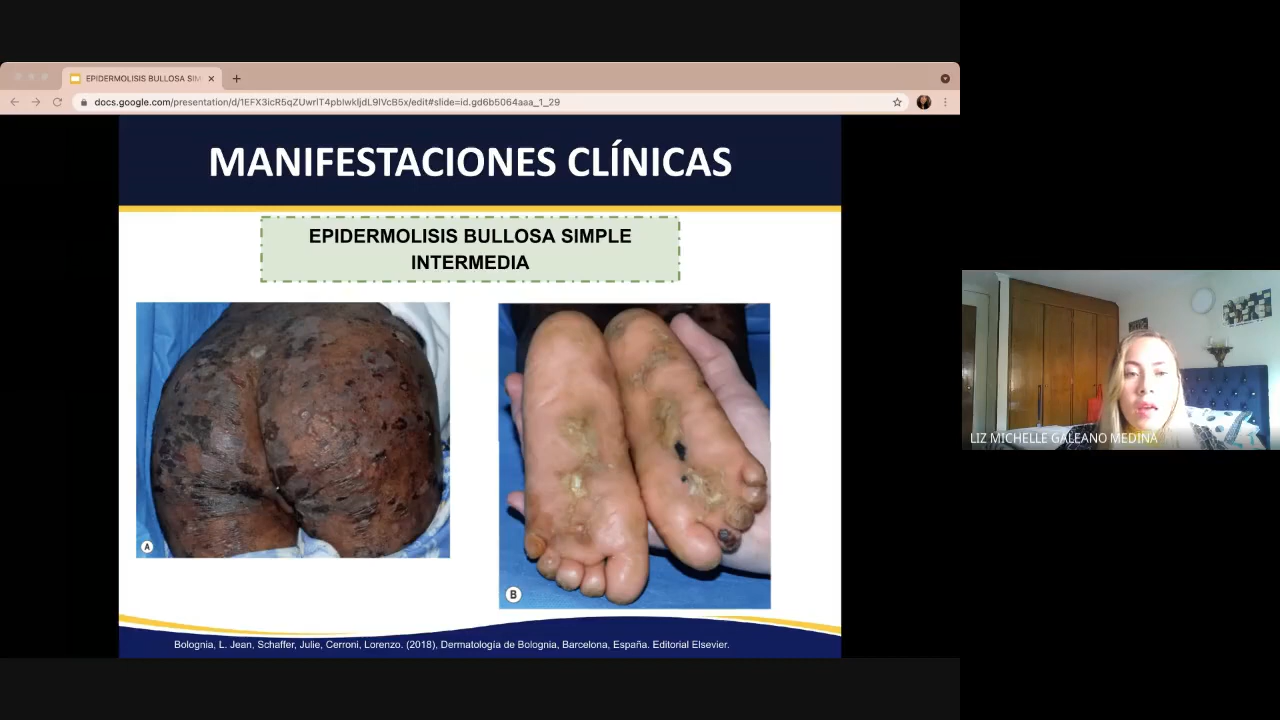 EPIDERMOLISIS BULLOSA SIM
docs.google.com/presentation/d/1EFX3icR5qZUwrIT4pbIwkljdL9IVcB5x/edit#slide=id.gd6b5064aaa_1_29
MANIFESTACIONES CLÍNICAS
EPIDERMOLISIS BULLOSA SIMPLE
INTERMEDIA
A
B
LIZ MICHELLE GALEANO MEDINA
Bolognia, L. Jean, Schaffer, Julie, Cerroni, Lorenzo. (2018), Dermatología de Bolognia, Barcelona, España. Editorial Elsevier.